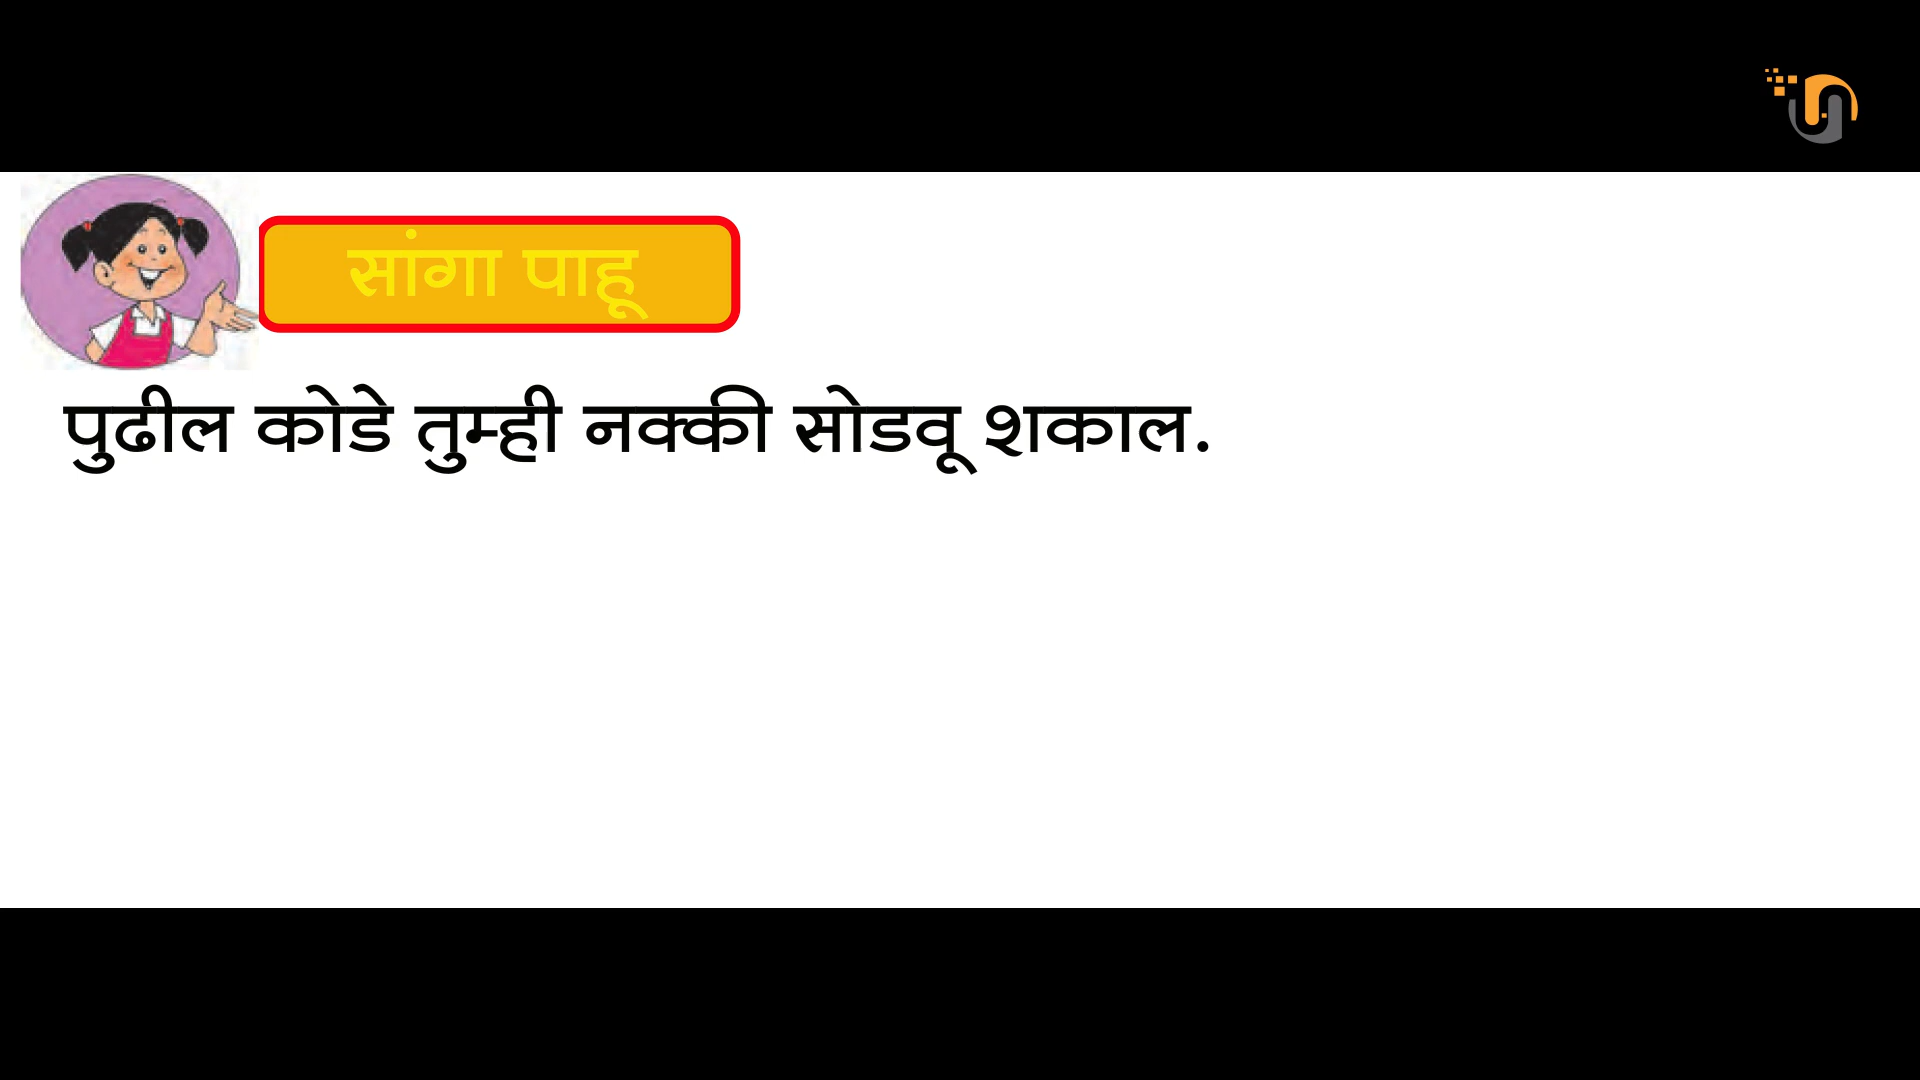 सांगा पाहू
पुढील कोडे तुम्ही नक्की सोडवू शकाल.